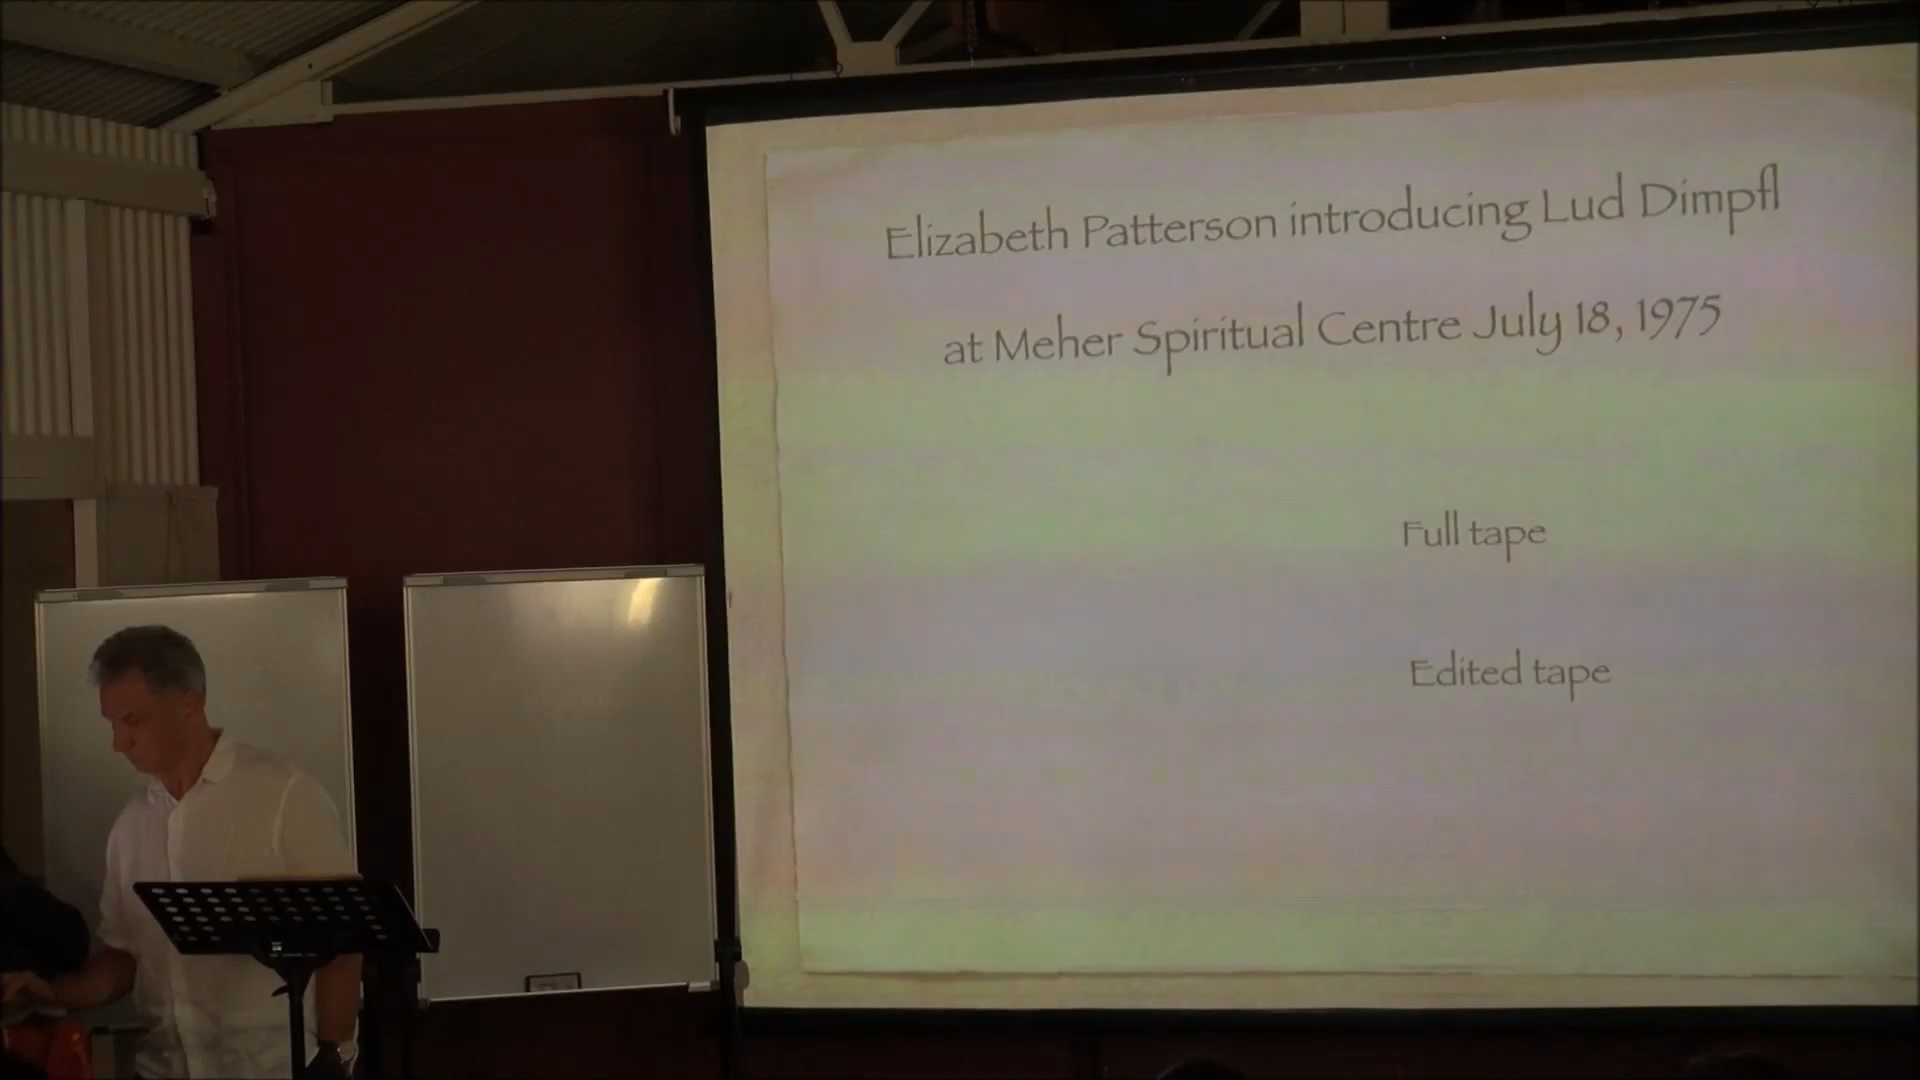 Elizabeth Patterson introducing Lud Dimpfl
at Meher Spiritual Centre July 18, 1975
Full tape
Edited tape